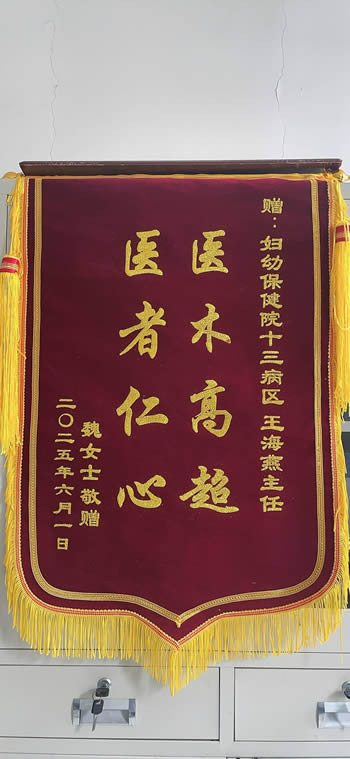 赠：妇幼保健院十三病区 王海燕主任
医术高超
医者仁心
魏女士 敬赠
二〇二五年六月一日